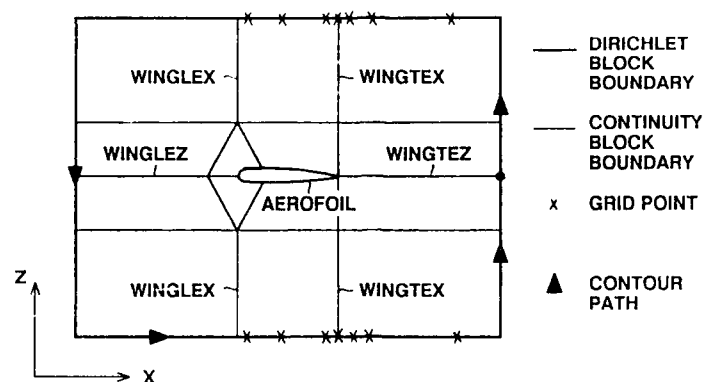 WINGLEX
WINGTEX
WINGLEZ
WINGTEZ
AEROFOIL
WINGLEX
WINGTEX
Z
X
DIRICHLET
BLOCK
BOUNDARY
CONTINUITY
BLOCK
BOUNDARY
x GRID POINT
CONTOUR
PATH